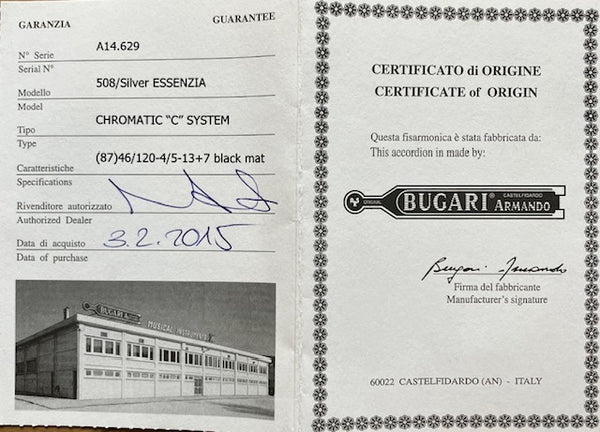 GARANZIA GUARANTEE
N° Serie A14.629
Serial N°
Modello 508/Silver ESSENZIA
Model
Tipo CHROMATIC “C” SYSTEM
Type
Caratteristiche (87)46/120-4/5-13+7 black mat
Specifications
Rivenditore autorizzato
Authorized Dealer
Data di acquisto 3.2.2015
Date of purchase
BUGARI
MUSICAL INSTRUMENTS
CERTIFICATO di ORIGINE
CERTIFICATE of ORIGIN
Questa fisarmonica è stata fabbricata da:
This accordion in made by:
ORIGINAL BUGARI® CASTELFIDARDO
ARMANDO
Bugari Armando
Firma del fabbricante
Manufacturer's signature
60022 CASTELFIDARDO (AN) - ITALY